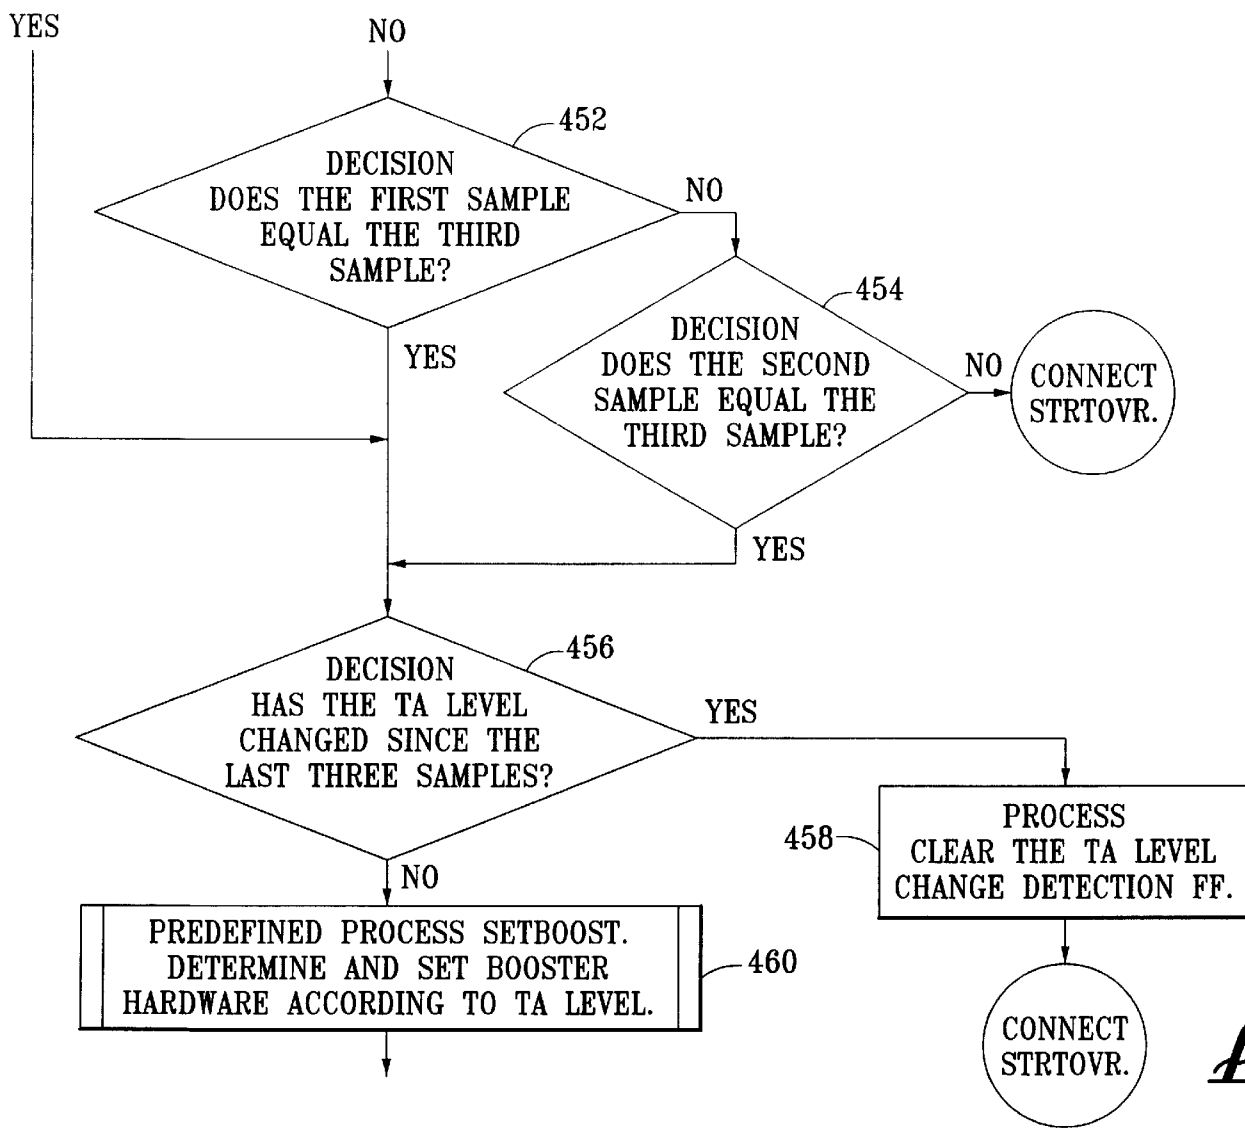 YES
NO
452
DECISION
DOES THE FIRST SAMPLE
EQUAL THE THIRD
SAMPLE?
NO
YES
454
DECISION
DOES THE SECOND
SAMPLE EQUAL THE
THIRD SAMPLE?
NO
CONNECT
STRTOVR.
YES
456
DECISION
HAS THE TA LEVEL
CHANGED SINCE THE
LAST THREE SAMPLES?
YES
458
PROCESS
CLEAR THE TA LEVEL
CHANGE DETECTION FF.
NO
PREDEFINED PROCESS SETBOOST.
DETERMINE AND SET BOOSTER
HARDWARE ACCORDING TO TA LEVEL.
460
CONNECT
STRTOVR.